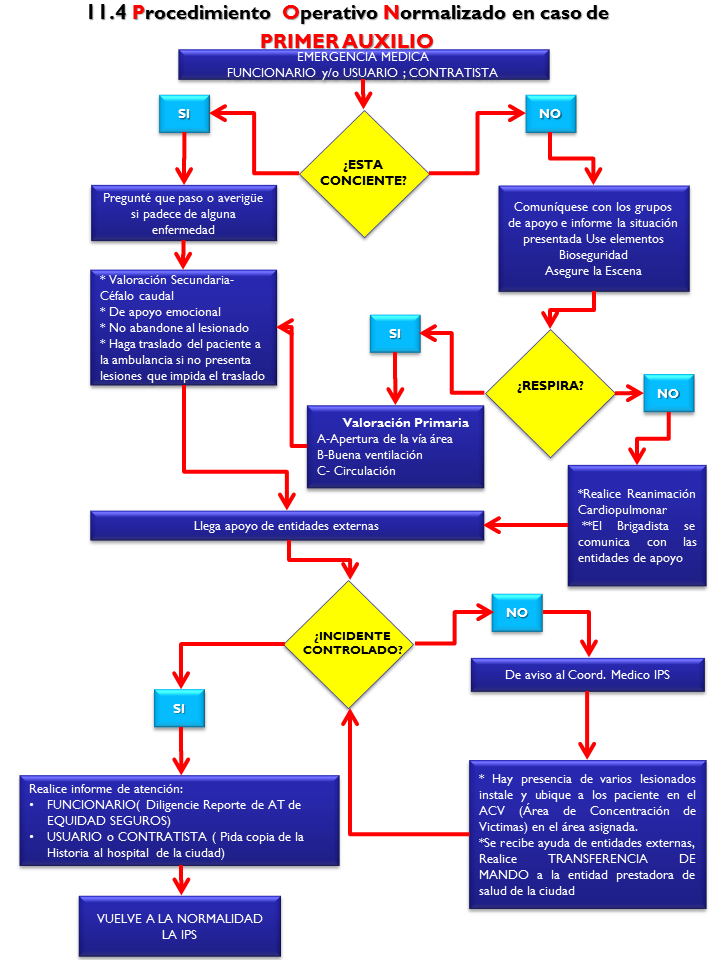 11.4 Procedimiento Operativo Normalizado en caso de
PRIMER AUXILIO
EMERGENCIA MEDICA
FUNCIONARIO y/o USUARIO ; CONTRATISTA
SI
NO
¿ESTA
CONCIENTE?
Pregunté que paso o averigüe
si padece de alguna
enfermedad
Comuníquese con los grupos
de apoyo e informe la situación
presentada Use elementos
Bioseguridad
Asegure la Escena
* Valoración Secundaria-
Céfalo caudal
* De apoyo emocional
* No abandone al lesionado
* Haga traslado del paciente a
la ambulancia si no presenta
lesiones que impida el traslado
SI
¿RESPIRA?
NO
Valoración Primaria
A-Apertura de la vía área
B-Buena ventilación
C- Circulación
*Realice Reanimación
Cardiopulmonar
**El Brigadista se
comunica con las
entidades de apoyo
Llega apoyo de entidades externas
¿INCIDENTE
CONTROLADO?
NO
De aviso al Coord. Medico IPS
SI
Realice informe de atención:
• FUNCIONARIO( Diligencie Reporte de AT de
EQUIDAD SEGUROS)
• USUARIO o CONTRATISTA ( Pida copia de la
Historia al hospital de la ciudad)
* Hay presencia de varios lesionados
instale y ubique a los paciente en el
ACV (Área de Concentración de
Victimas) en el área asignada.
*Se recibe ayuda de entidades externas,
Realice TRANSFERENCIA DE
MANDO a la entidad prestadora de
salud de la ciudad
VUELVE A LA NORMALIDAD
LA IPS